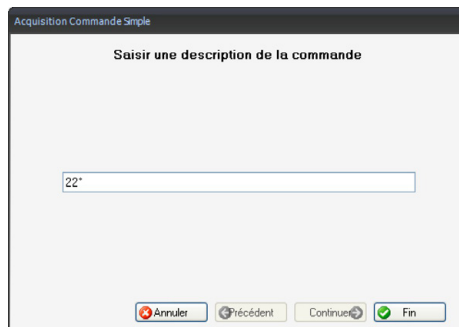 Acquisition Commande Simple
Saisir une description de la commande
22°
Annuler Précédent Continuer Fin